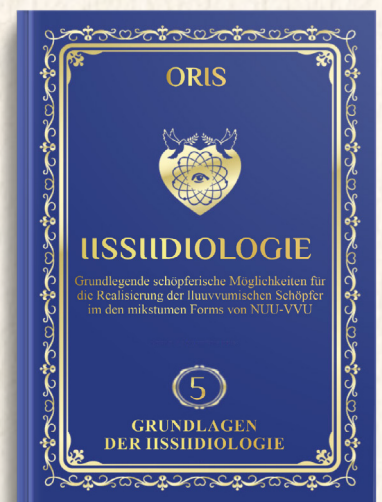 ORIS
IISSIIDIOLOGIE
Grundlegende schöpferische Möglichkeiten für
die Realisierung der lluuvvumischen Schöpfer
im den mikstumen Forms von NUU-VVU
5
GRUNDLAGEN
DER IISSIIDIOLOGIE